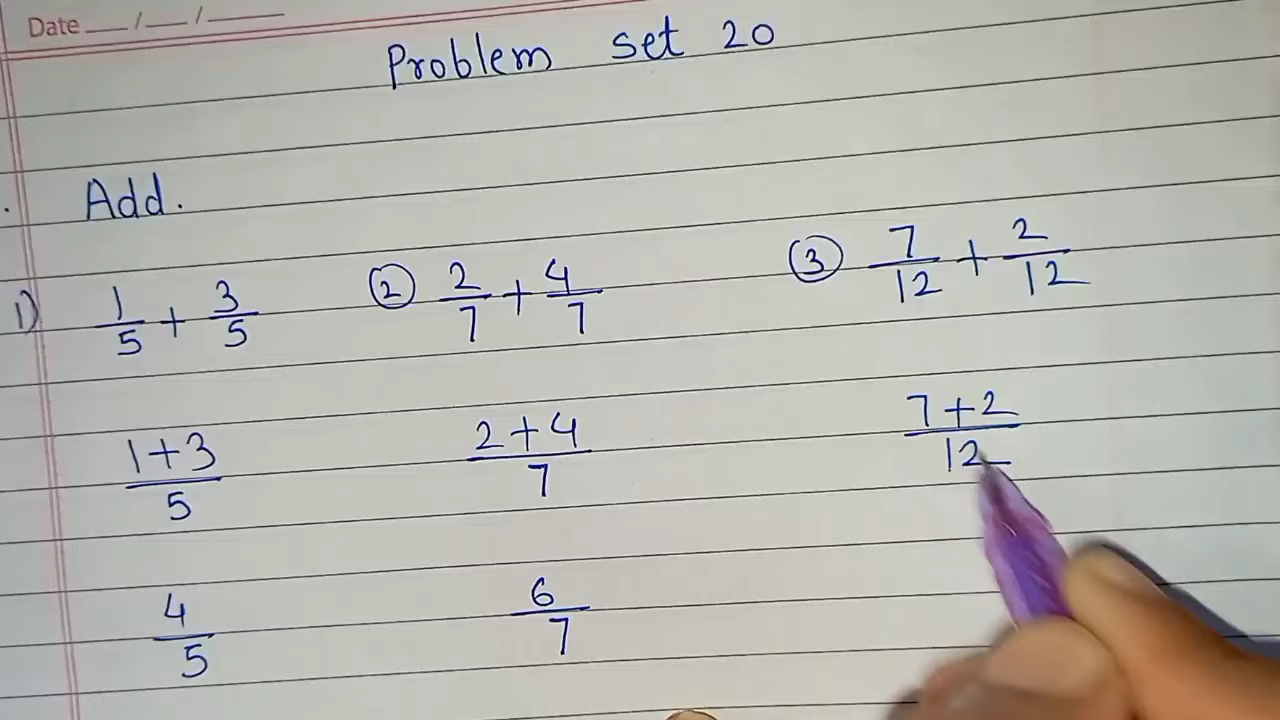 Date ___/___/_____
Problem set 20
. Add.
1) 1/5 + 3/5 ② 2/7 + 4/7 ③ 7/12 + 2/12
1+3/5 2+4/7 7+2/12
4/5 6/7